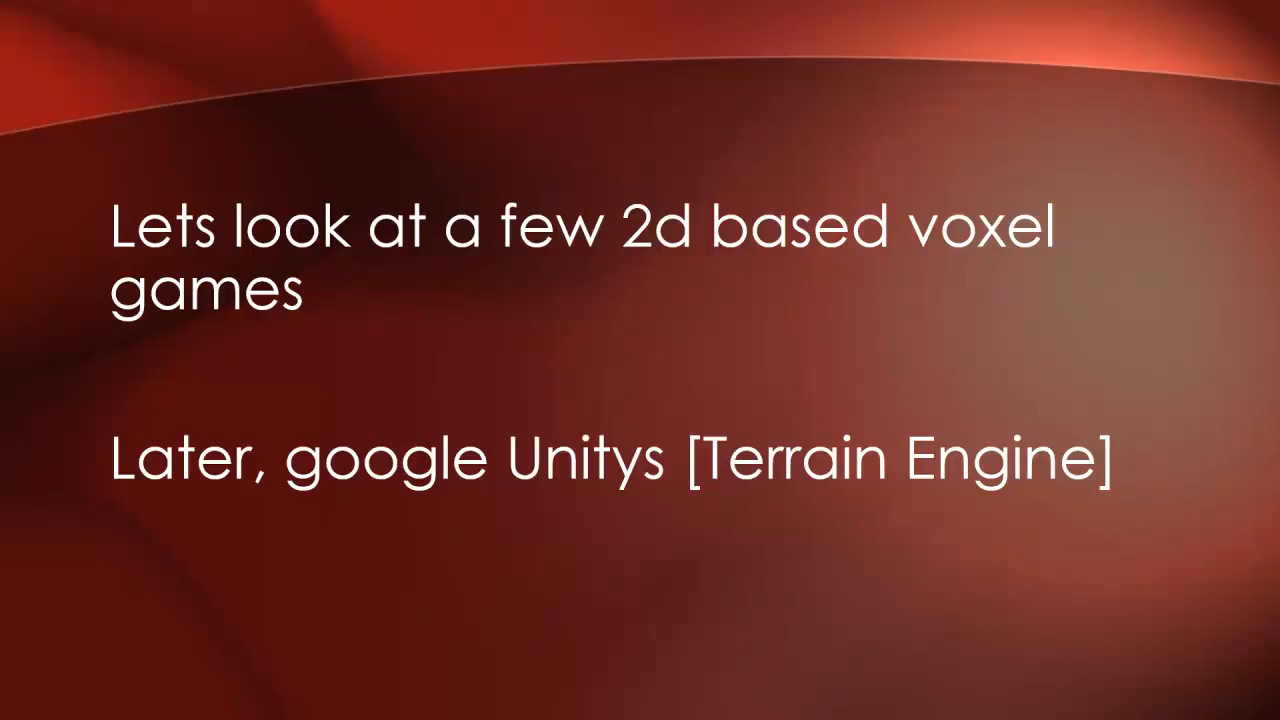 Lets look at a few 2d based voxel
games
Later, google Unitys [Terrain Engine]